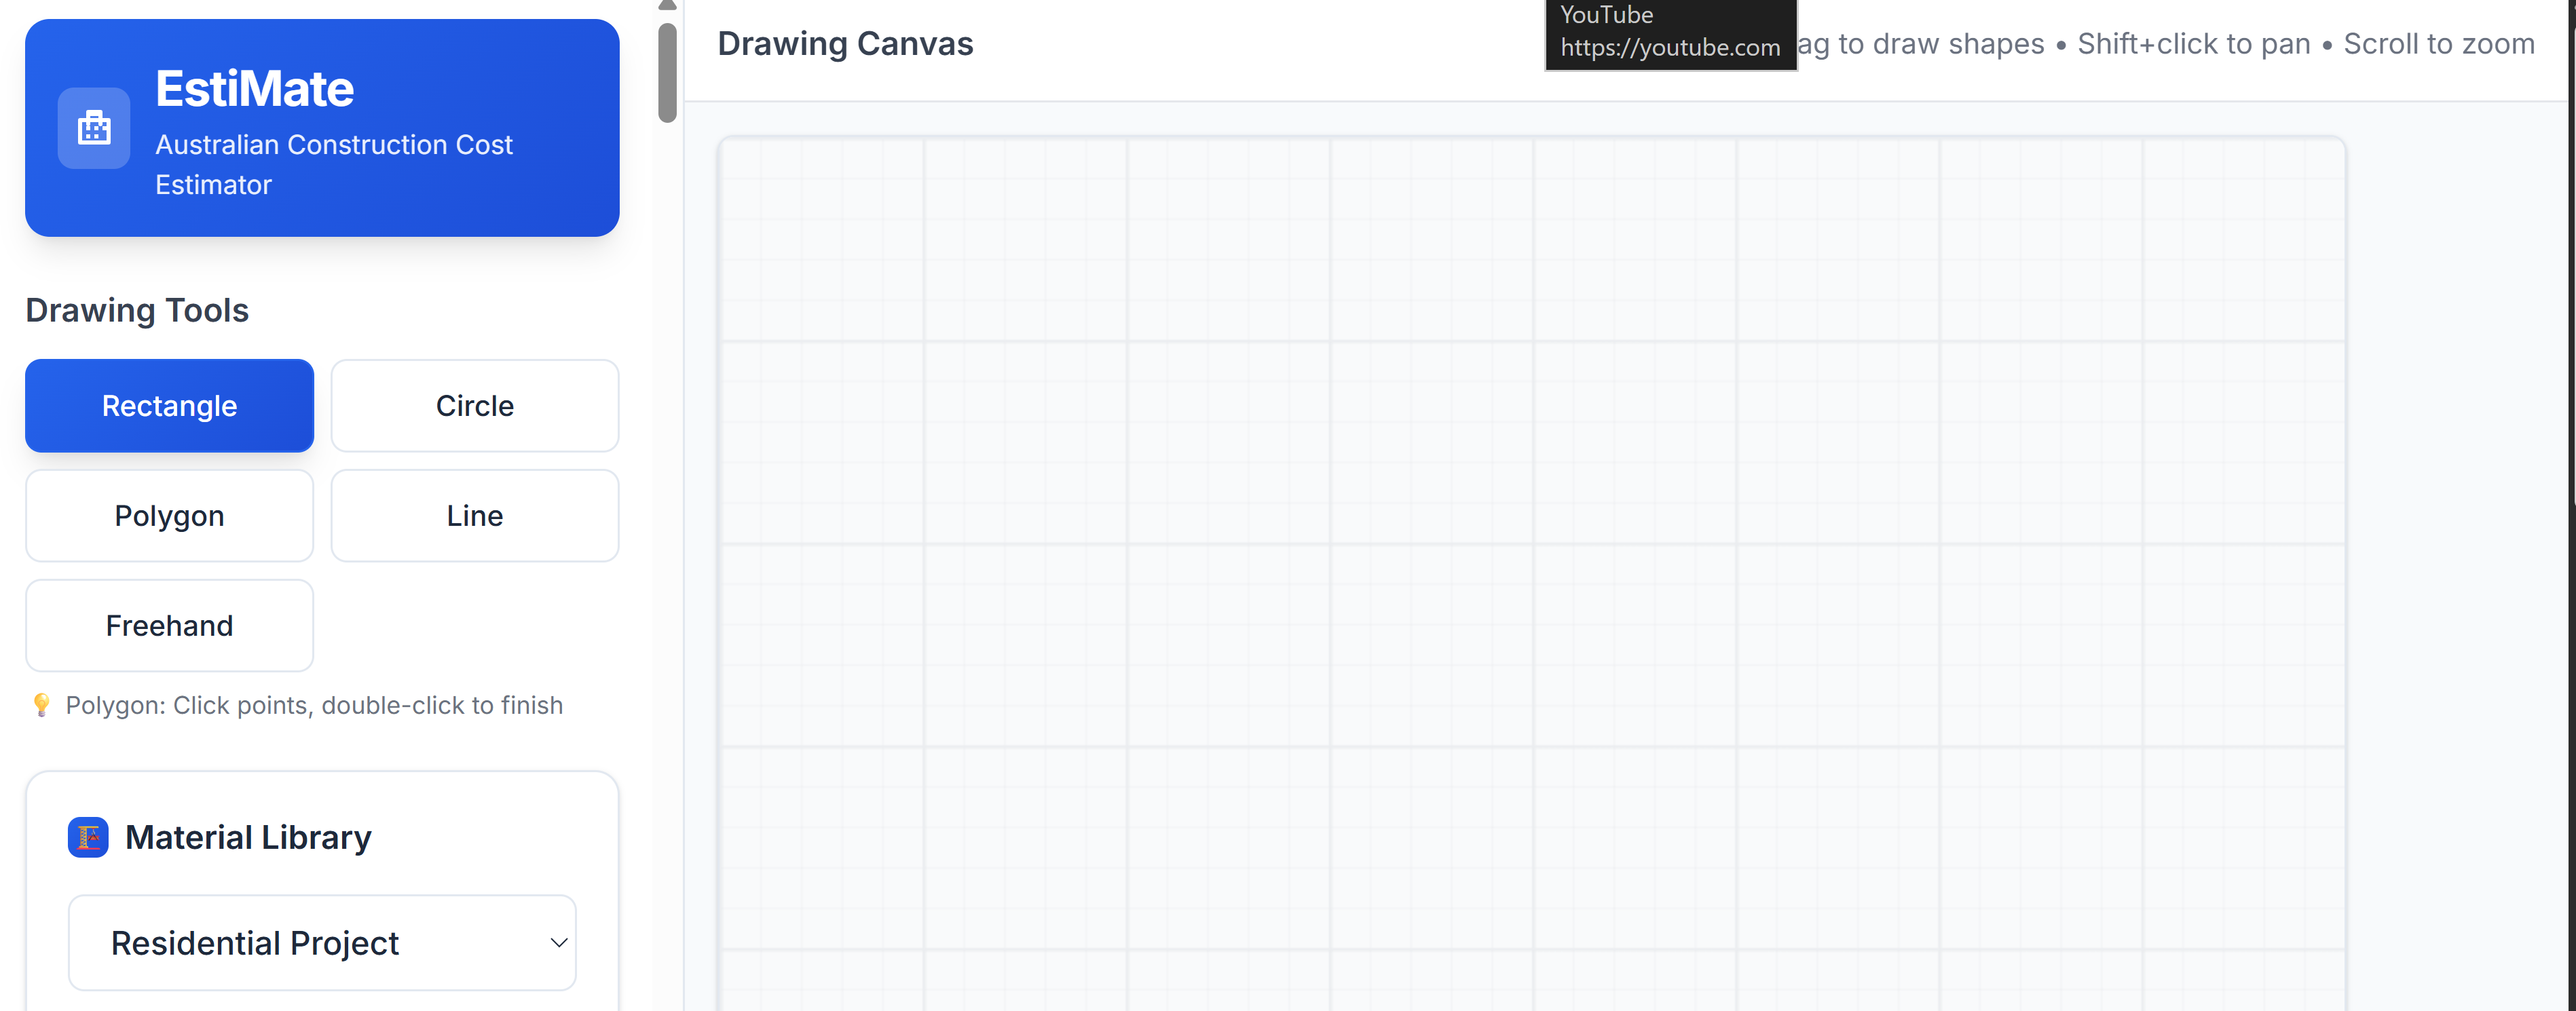 EstiMate
Australian Construction Cost
Estimator
Drawing Tools
Rectangle
Circle
Polygon
Line
Freehand
Polygon: Click points, double-click to finish
Material Library
Residential Project
Drawing Canvas
YouTube
https://youtube.com
to draw shapes • Shift+click to pan • Scroll to zoom